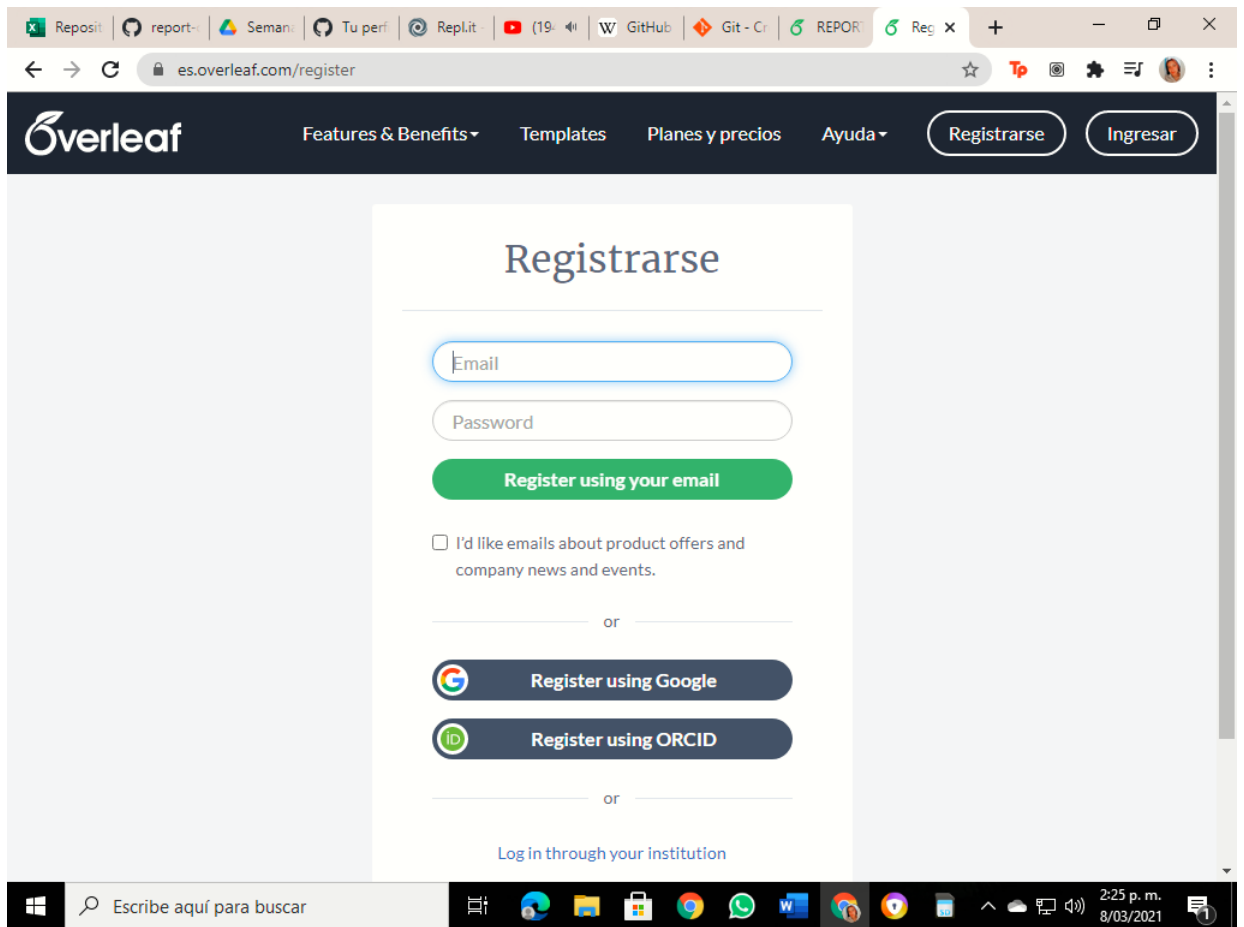 Reposit report- Seman Tu perf Repl.it - (19- GitHub Git - Cr REPOR Reg
es.overleaf.com/register
Overleaf Features & Benefits Templates Planes y precios Ayuda Registrarse Ingresar
Registrarse
Email
Password
Register using your email
I'd like emails about product offers and
company news and events.
or
Register using Google
iD Register using ORCID
or
Log in through your institution
Escribe aquí para buscar
2:25 p. m.
8/03/2021
1